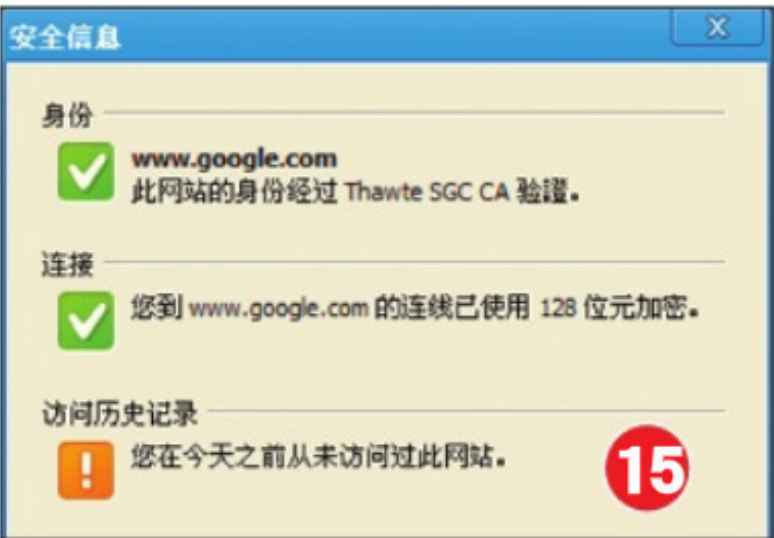 安全信息
身份
www.google.com
此网站的身份经过 Thawte SGC CA 验證。
连接
您到 www.google.com 的连线已使用 128 位元加密。
访问历史记录
您在今天之前从未访问过此网站。
15